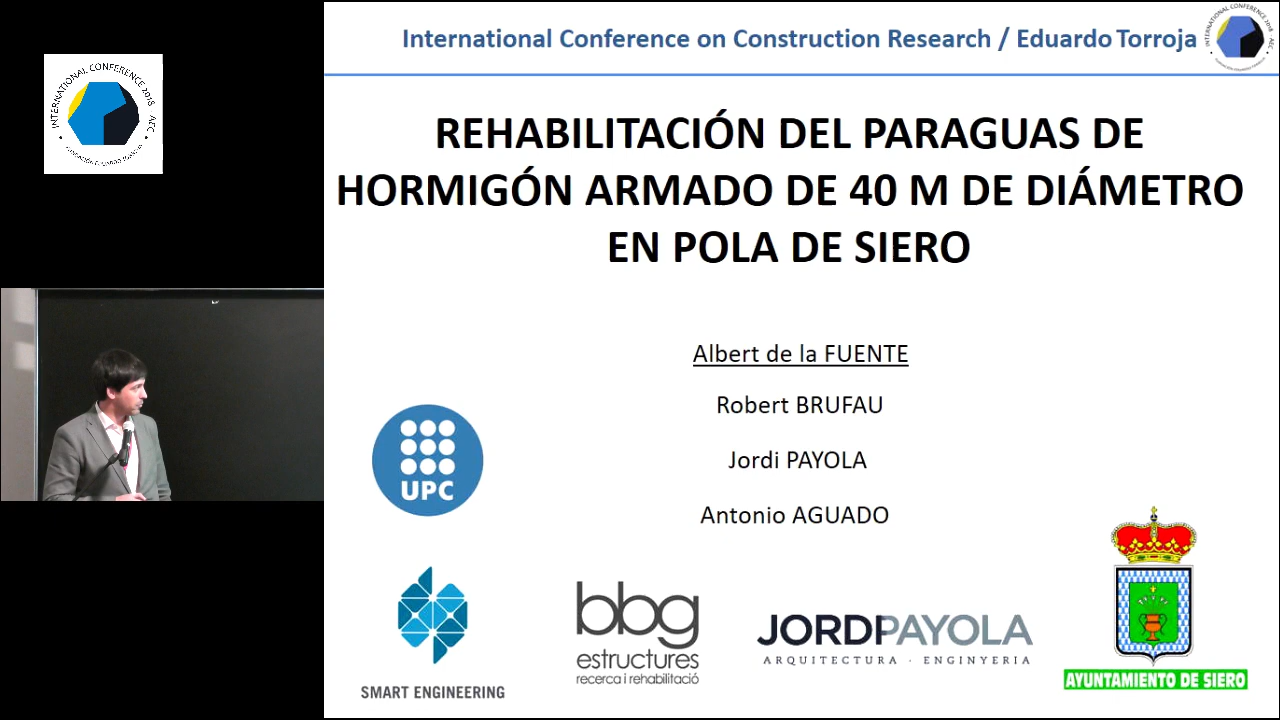 International Conference on Construction Research / Eduardo Torroja
INTERNATIONAL CONFERENCE 2018 · AEC ·
REHABILITACIÓN DEL PARAGUAS DE
HORMIGÓN ARMADO DE 40 M DE DIÁMETRO
EN POLA DE SIERO
Albert de la FUENTE
Robert BRUFAU
Jordi PAYOLA
Antonio AGUADO
UPC
SMART ENGINEERING
bbg
estructures
recerca i rehabilitació
JORDIPAYOLA
ARQUITECTURA · ENGINYERIA
AYUNTAMIENTO DE SIERO